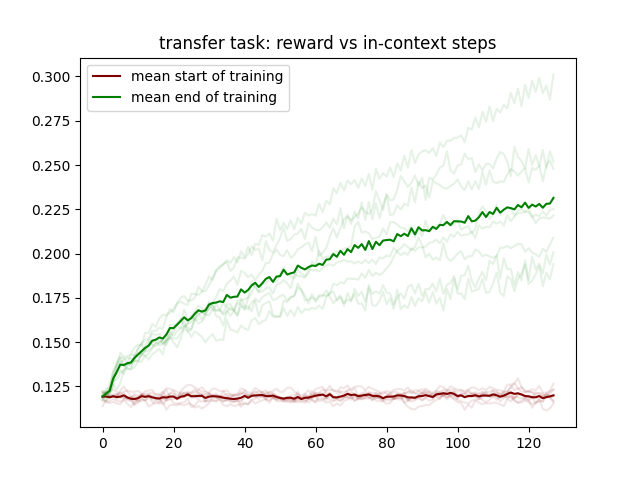 transfer task: reward vs in-context steps
mean start of training
mean end of training
0.300
0.275
0.250
0.225
0.200
0.175
0.150
0.125
0 20 40 60 80 100 120